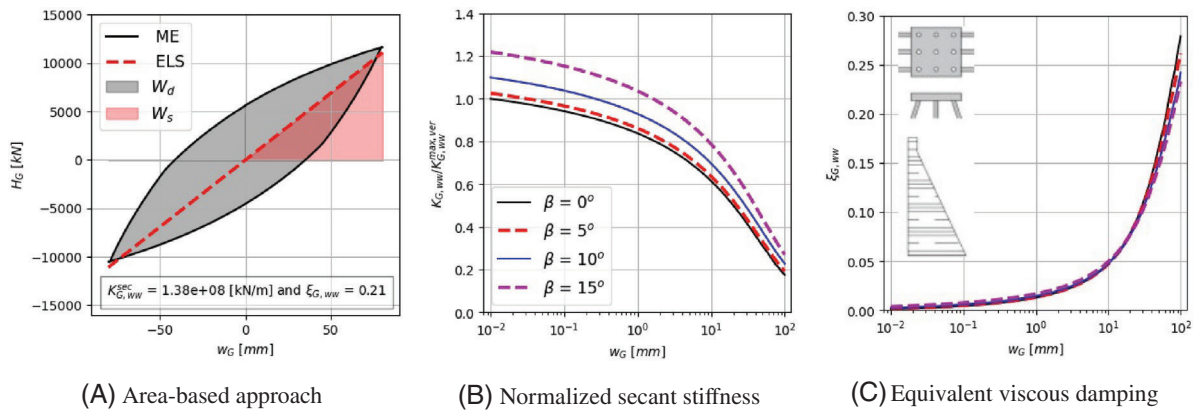 15000
10000
5000
0
−5000
−10000
−15000
H_G [kN]
ME
ELS
W_d
W_s
K^{sec}_{G,ww} = 1.38e+08 [kN/m] and ξ_{G,ww} = 0.21
−50 0 50
w_G [mm]
(A) Area-based approach
1.4
1.2
1.0
0.8
0.6
0.4
0.2
0.0
K_{G,ww}/K^{max,ver}_{G,ww}
β = 0°
β = 5°
β = 10°
β = 15°
10^{−2} 10^{−1} 10^{0} 10^{1} 10^{2}
w_G [mm]
(B) Normalized secant stiffness
0.30
0.25
0.20
0.15
0.10
0.05
0.00
ξ_{G,ww}
10^{−2} 10^{−1} 10^{0} 10^{1} 10^{2}
w_G [mm]
(C) Equivalent viscous damping